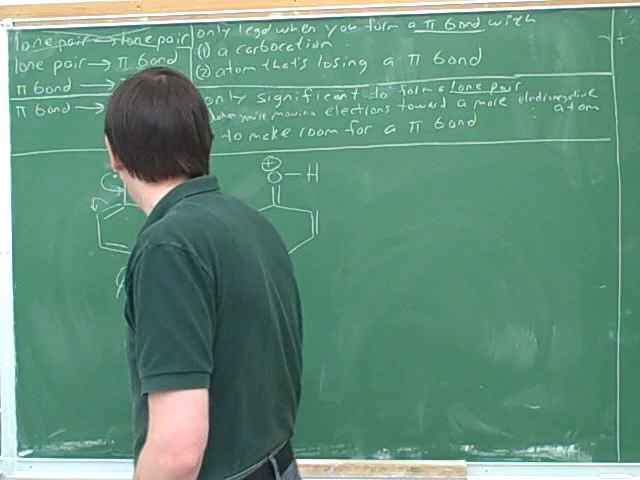 lone pair → lone pair
lone pair → π bond
π bond →
π bond →
only legal when you form a π bond with
(1) a carbocation
(2) atom that's losing a π bond
only significant to form a lone pair
when you're moving electrons toward a more electronegative atom
to make room for a π bond
⊕
O–H